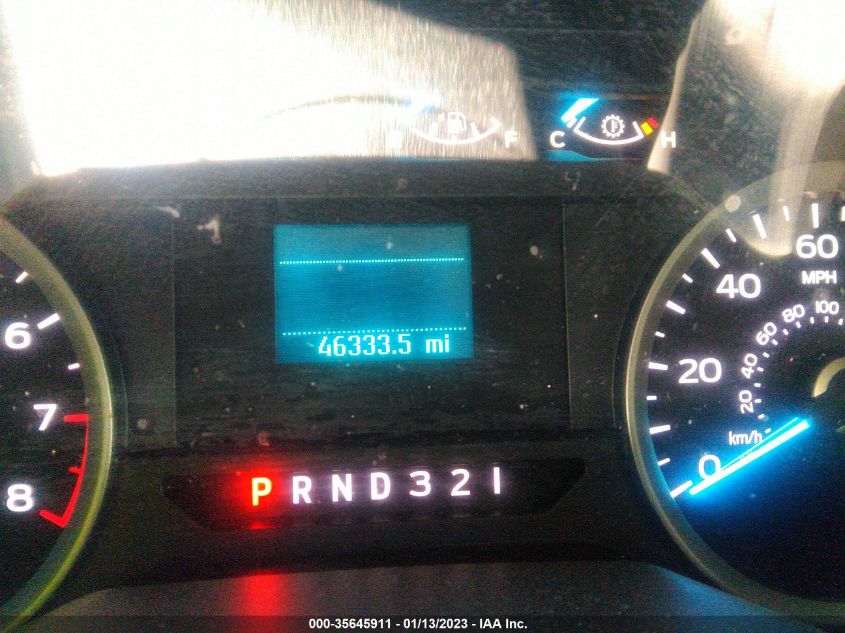 F C H
46333.5 mi
P R N D 3 2 1
6
7
8
0 20 40 60
MPH
20 40 60 80 100
km/h
000-35645911 - 01/13/2023 - IAA Inc.